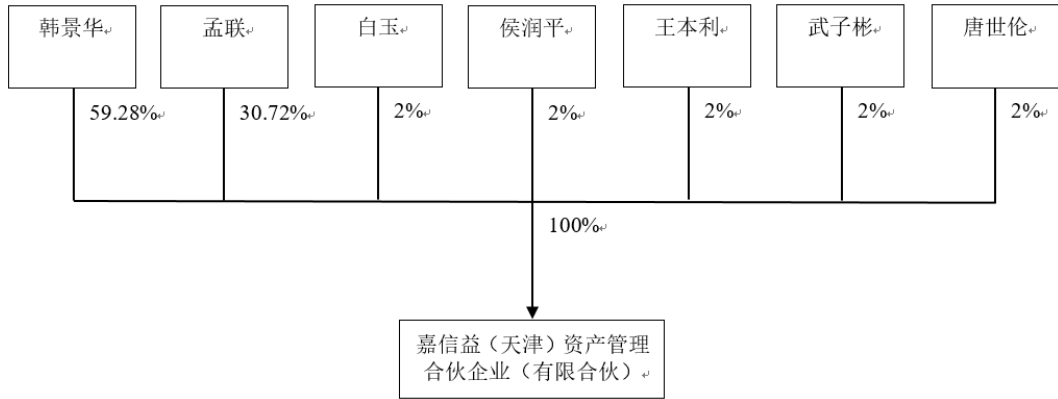 韩景华
孟联
白玉
侯润平
王本利
武子彬
唐世伦
59.28%
30.72%
2%
2%
2%
2%
2%
100%
嘉信益（天津）资产管理
合伙企业（有限合伙）